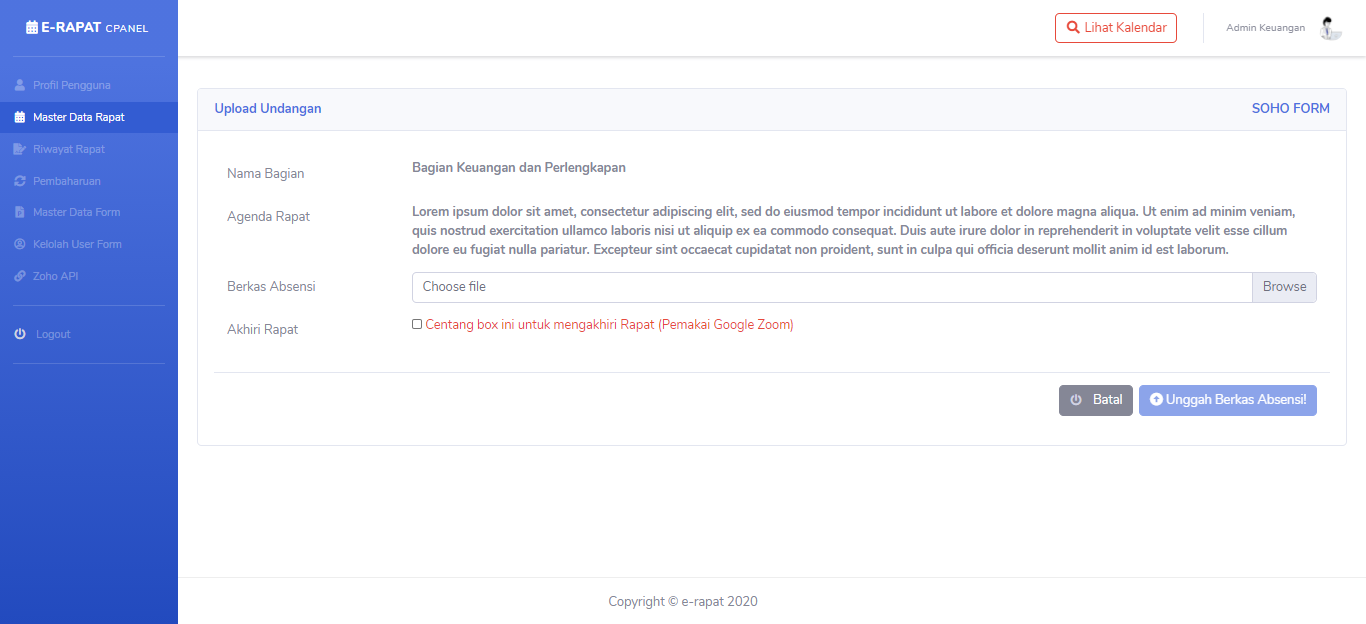 E-RAPAT CPANEL
Lihat Kalendar
Admin Keuangan
Profil Pengguna
Master Data Rapat
Riwayat Rapat
Pembaharuan
Master Data Form
Kelolah User Form
Zoho API
Logout
Upload Undangan
SOHO FORM
Nama Bagian
Bagian Keuangan dan Perlengkapan
Agenda Rapat
Lorem ipsum dolor sit amet, consectetur adipiscing elit, sed do eiusmod tempor incididunt ut labore et dolore magna aliqua. Ut enim ad minim veniam,
quis nostrud exercitation ullamco laboris nisi ut aliquip ex ea commodo consequat. Duis aute irure dolor in reprehenderit in voluptate velit esse cillum
dolore eu fugiat nulla pariatur. Excepteur sint occaecat cupidatat non proident, sunt in culpa qui officia deserunt mollit anim id est laborum.
Berkas Absensi
Choose file
Browse
Akhiri Rapat
Centang box ini untuk mengakhiri Rapat (Pemakai Google Zoom)
Batal
Unggah Berkas Absensi!
Copyright © e-rapat 2020